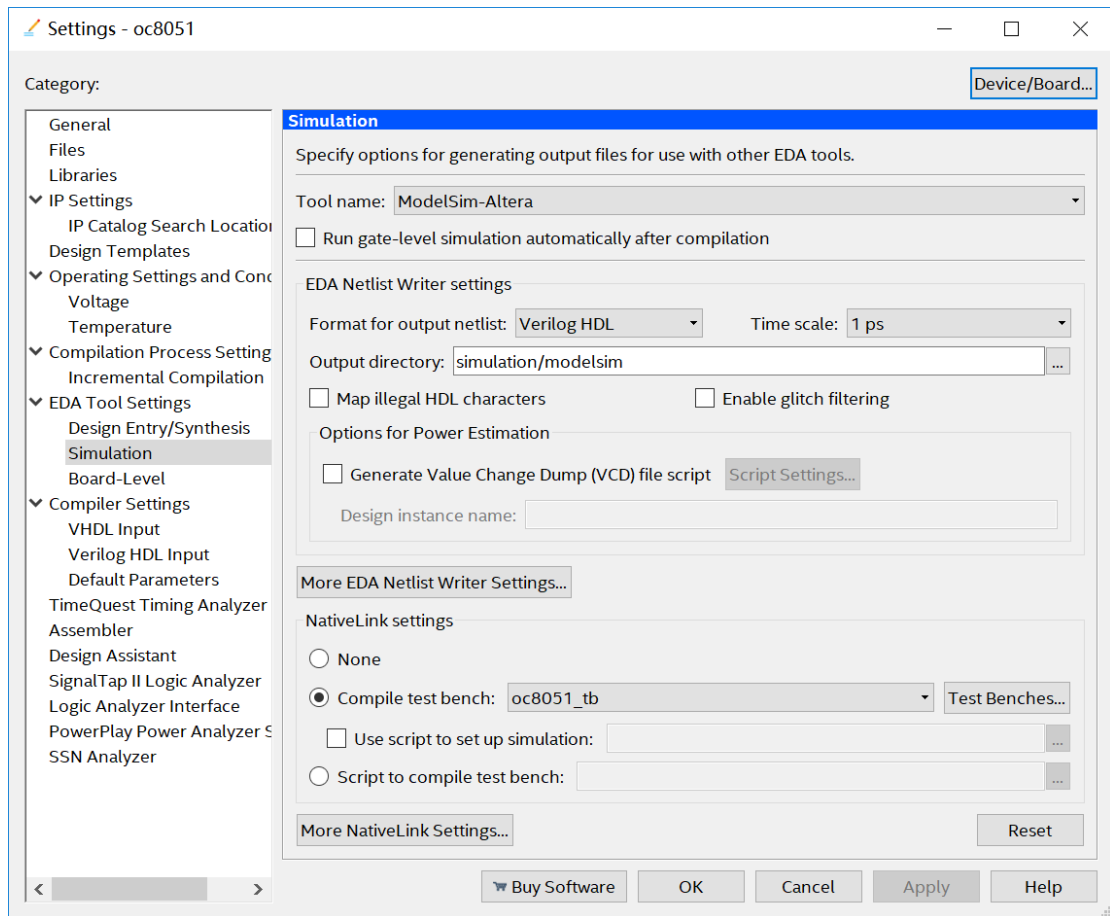 Settings - oc8051
Category:
Device/Board...
General
Files
Libraries
IP Settings
IP Catalog Search Location
Design Templates
Operating Settings and Conc
Voltage
Temperature
Compilation Process Setting
Incremental Compilation
EDA Tool Settings
Design Entry/Synthesis
Simulation
Board-Level
Compiler Settings
VHDL Input
Verilog HDL Input
Default Parameters
TimeQuest Timing Analyzer
Assembler
Design Assistant
SignalTap II Logic Analyzer
Logic Analyzer Interface
PowerPlay Power Analyzer S
SSN Analyzer
Simulation
Specify options for generating output files for use with other EDA tools.
Tool name: ModelSim-Altera
Run gate-level simulation automatically after compilation
EDA Netlist Writer settings
Format for output netlist: Verilog HDL Time scale: 1 ps
Output directory: simulation/modelsim ...
Map illegal HDL characters Enable glitch filtering
Options for Power Estimation
Generate Value Change Dump (VCD) file script Script Settings...
Design instance name:
More EDA Netlist Writer Settings...
NativeLink settings
None
Compile test bench: oc8051_tb Test Benches...
Use script to set up simulation: ...
Script to compile test bench: ...
More NativeLink Settings... Reset
Buy Software OK Cancel Apply Help